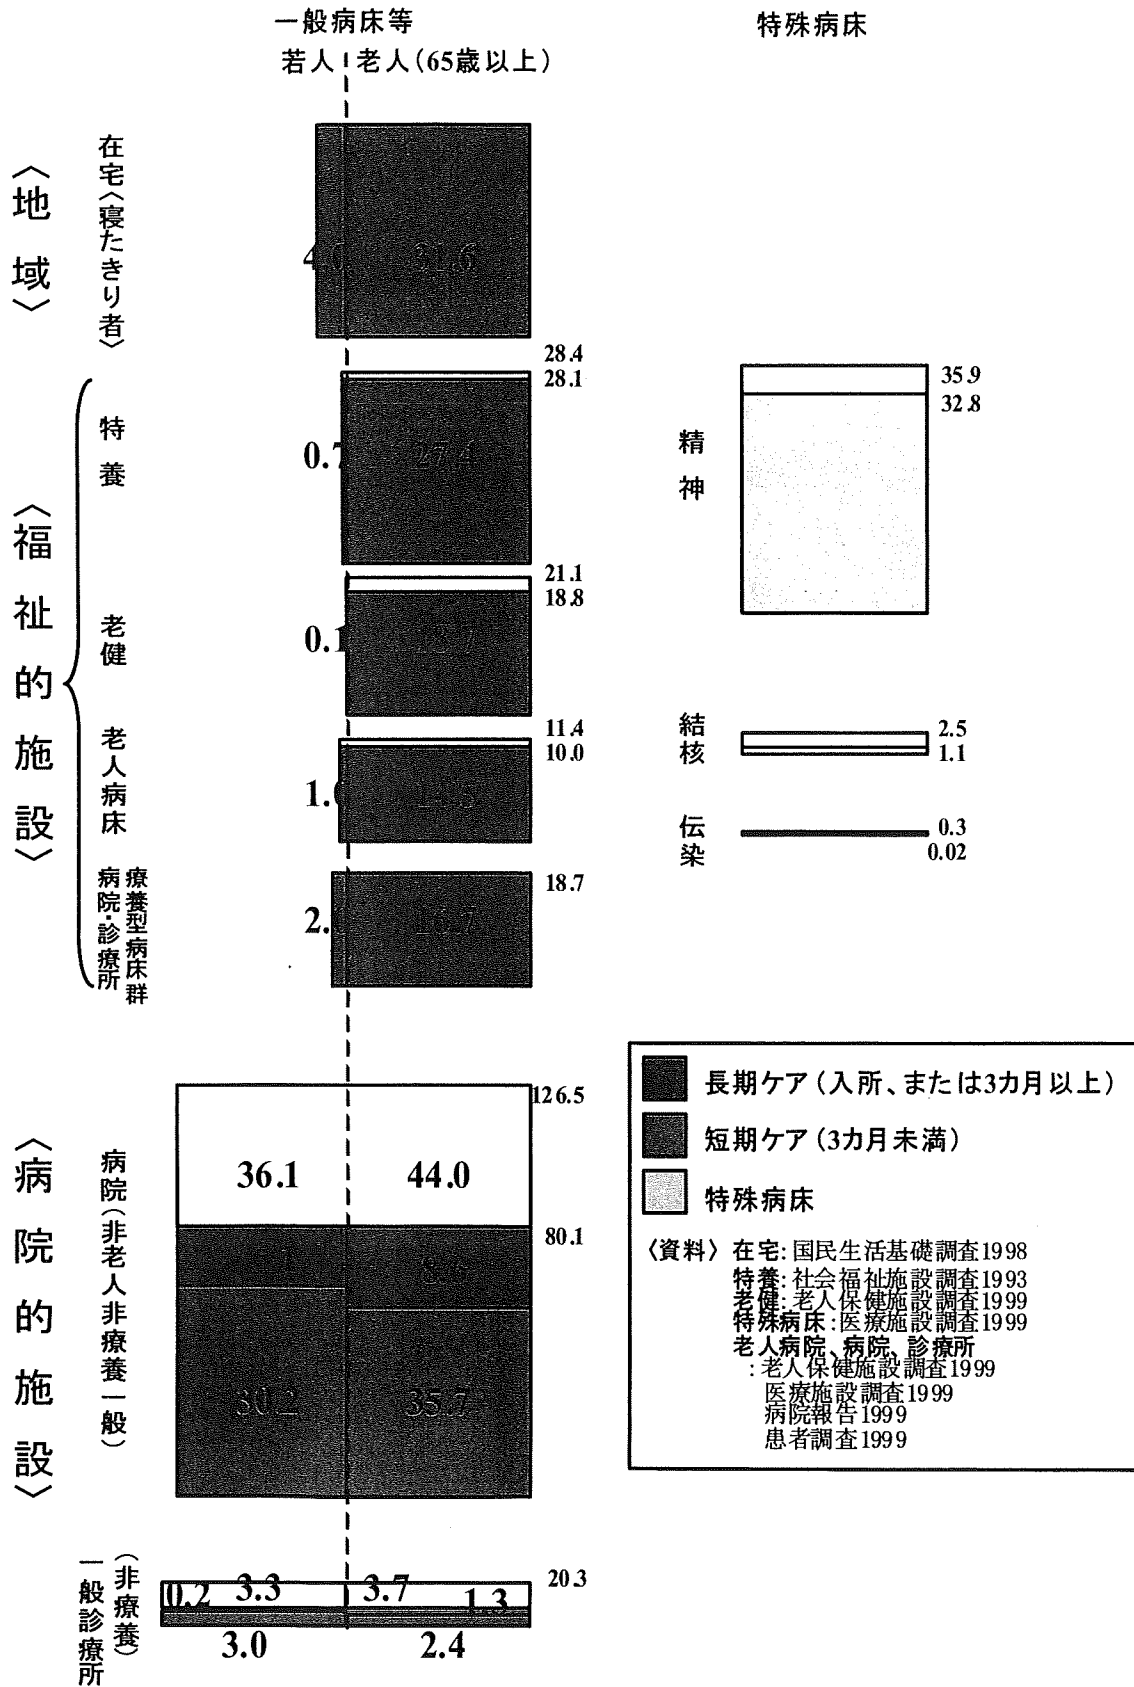 一般病床等
特殊病床
若人 老人(65歳以上)
〈地域〉
在宅〈寝たきり者〉
31.6
28.4
28.1
〈福祉的施設〉
特養
0.7
27.4
21.1
18.8
老健
0.1
11.4
10.0
老人病床
18.7
療養型病床群
病院・診療所
16.7
精神
35.9
32.8
結核
2.5
1.1
伝染
0.3
0.02
〈病院的施設〉
病院(非老人非療養一般)
126.5
36.1 44.0
80.1
8.6
30.2 35.7
一般診療所
(非療養)
20.3
0.2 3.3 3.7 1.3
3.0 2.4
長期ケア(入所、または3カ月以上)
短期ケア(3カ月未満)
特殊病床
〈資料〉 在宅:国民生活基礎調査1998
特養:社会福祉施設調査1993
老健:老人保健施設調査1999
特殊病床:医療施設調査1999
老人病院、病院、診療所
:老人保健施設調査1999
医療施設調査1999
病院報告1999
患者調査1999